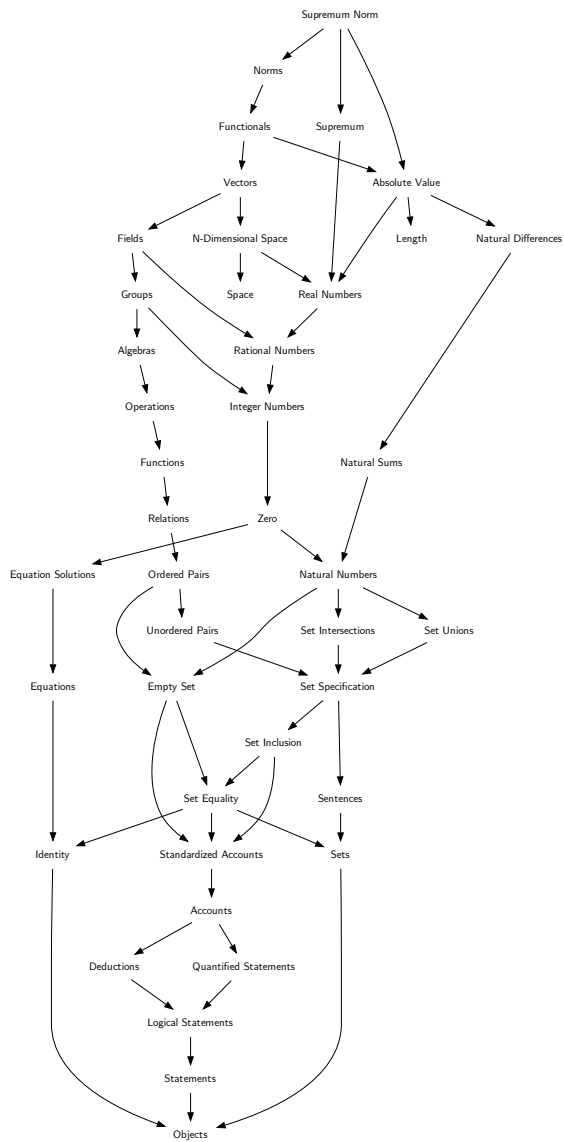 Supremum Norm
Norms
Functionals
Supremum
Vectors
Absolute Value
Fields
N-Dimensional Space
Length
Natural Differences
Groups
Space
Real Numbers
Algebras
Rational Numbers
Operations
Integer Numbers
Functions
Natural Sums
Relations
Zero
Equation Solutions
Ordered Pairs
Natural Numbers
Unordered Pairs
Set Intersections
Set Unions
Equations
Empty Set
Set Specification
Set Inclusion
Set Equality
Sentences
Identity
Standardized Accounts
Sets
Accounts
Deductions
Quantified Statements
Logical Statements
Statements
Objects